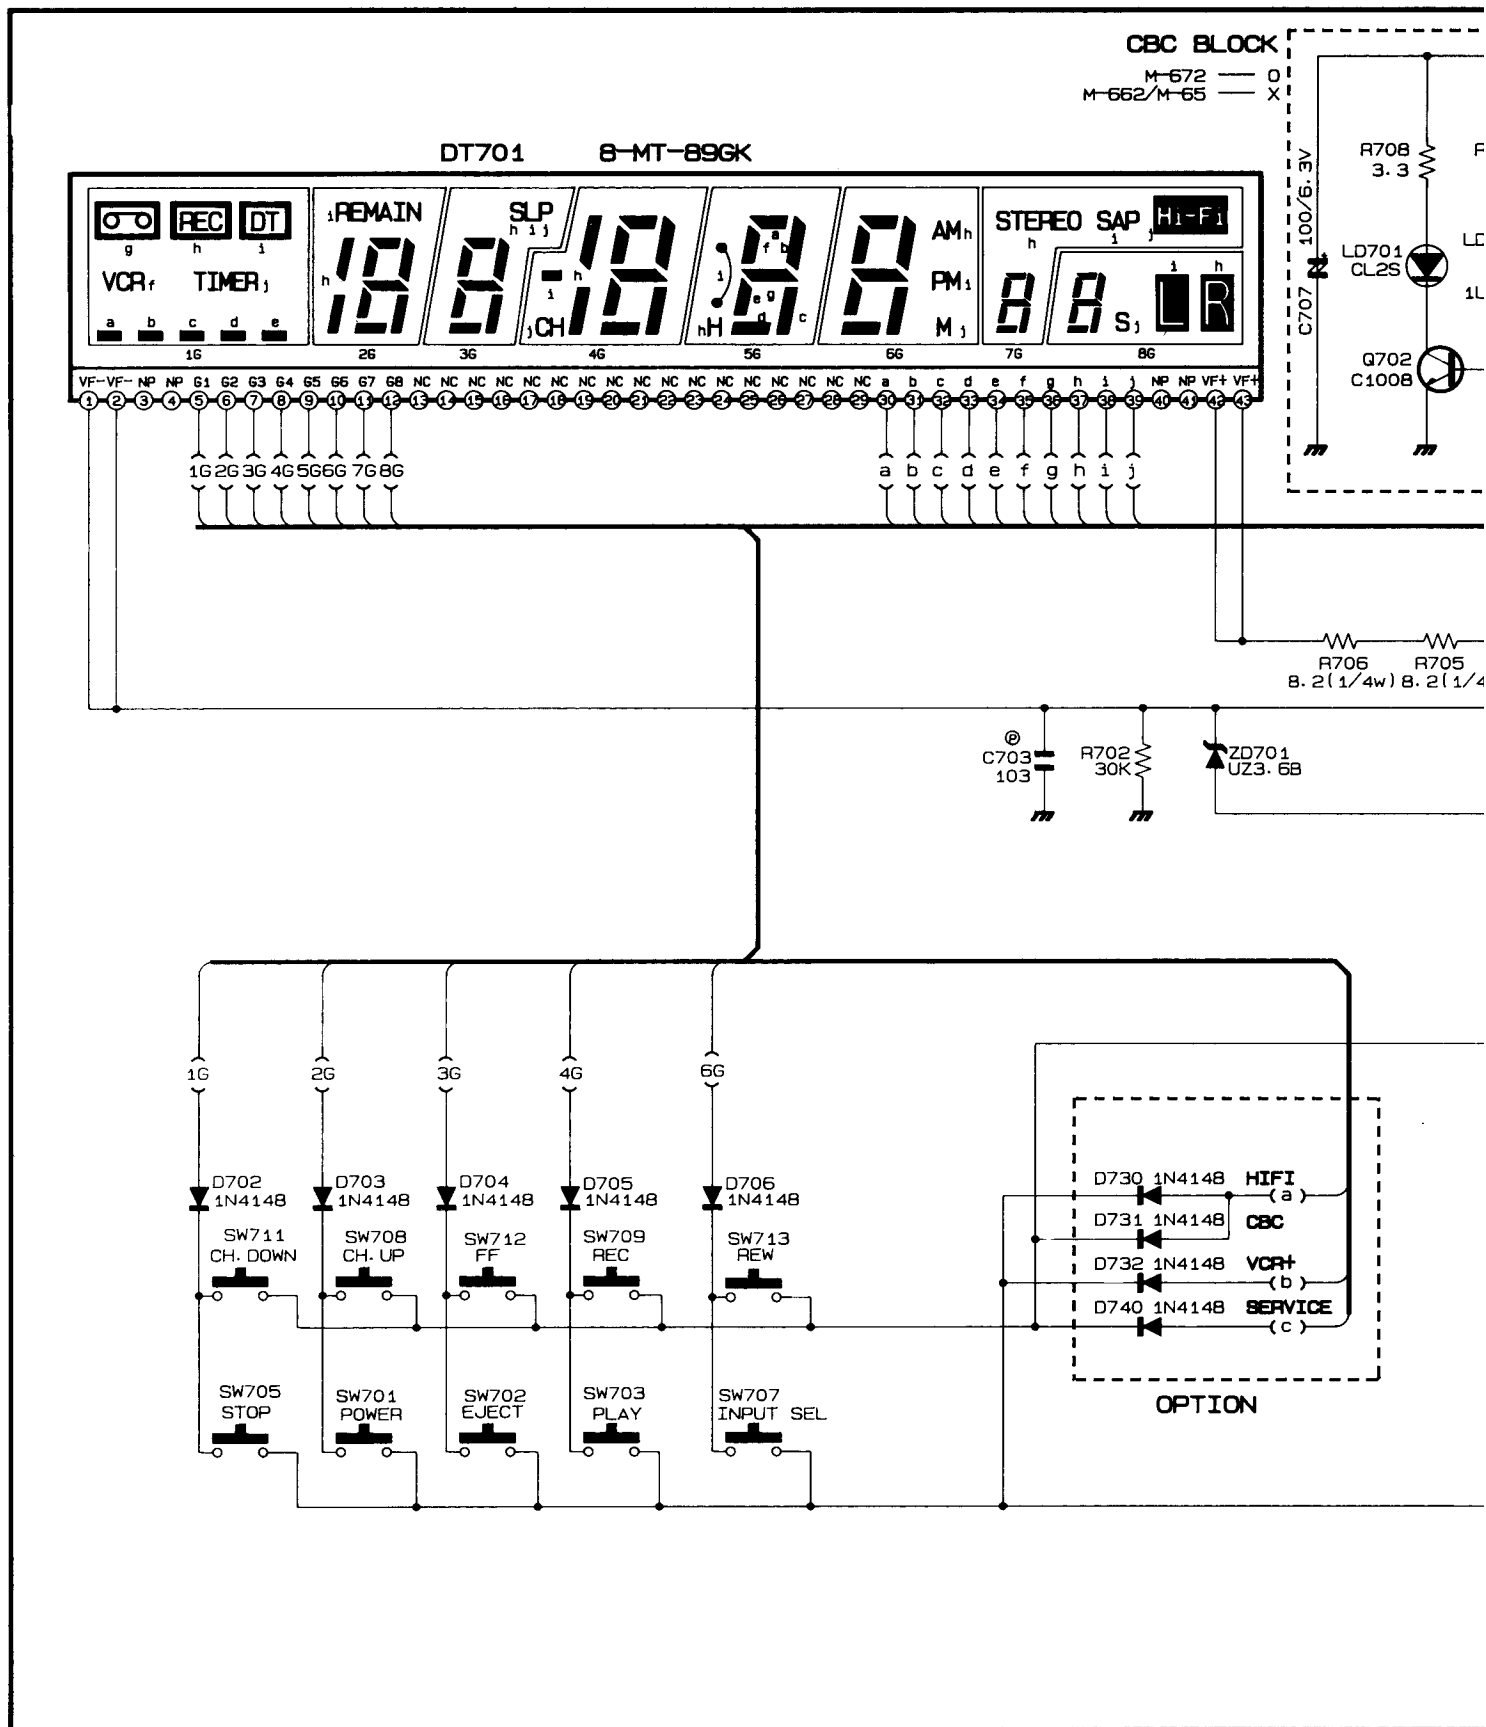 CBC BLOCK
M-672 O
M-662/M-65 X
DT701 8-MT-89GK
REC DT
g h i
VCR f TIMER j
a b c d e
i REMAIN
h
SLP
h i j
h
i
j CH
a
f b
i
e g
d c
h H
AM h
PM i
M j
STEREO SAP Hi-Fi
h i j
i h
S j L R
1G 2G 3G 4G 5G 6G 7G 8G
VF- VF- NP NP G1 G2 G3 G4 G5 G6 G7 G8 NC NC NC NC NC NC NC NC NC NC NC NC NC NC NC NC NC a b c d e f g h i j NP NP VF+ VF+
1 2 3 4 5 6 7 8 9 10 11 12 13 14 15 16 17 18 19 20 21 22 23 24 25 26 27 28 29 30 31 32 33 34 35 36 37 38 39 40 41 42 43
1G 2G 3G 4G 5G 6G 7G 8G
a b c d e f g h i j
C707 100/6.3V
R708
3.3
LD701
CL2S
1L
Q702
C1008
R706
8.2(1/4W)
R705
8.2(1/4
P
C703
103
R702
30K
ZD701
UZ3.6B
1G 2G 3G 4G 6G
D702
1N4148
D703
1N4148
D704
1N4148
D705
1N4148
D706
1N4148
SW711
CH.DOWN
SW708
CH.UP
SW712
FF
SW709
REC
SW713
REW
SW705
STOP
SW701
POWER
SW702
EJECT
SW703
PLAY
SW707
INPUT SEL
D730 1N4148 HIFI
(a)
D731 1N4148 CBC
D732 1N4148 VCR+
(b)
D740 1N4148 SERVICE
(c)
OPTION